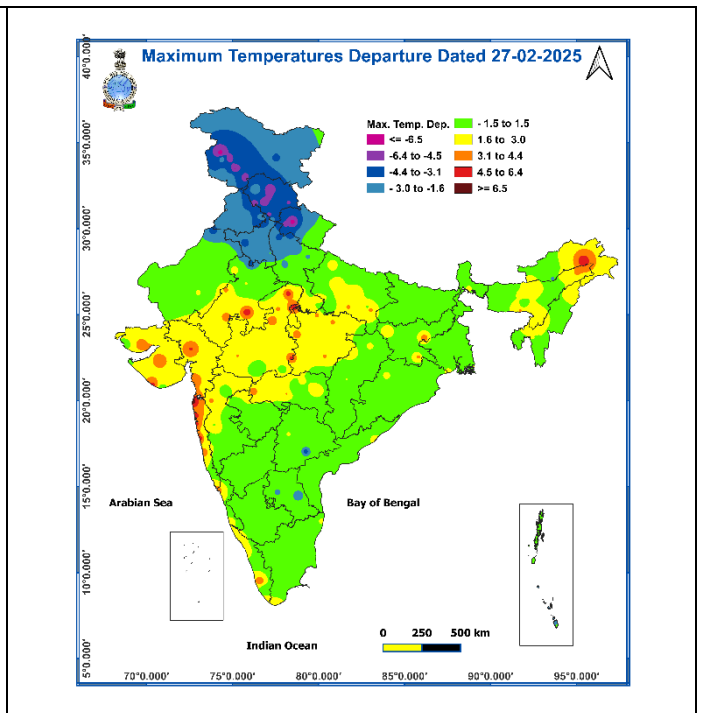 Maximum Temperatures Departure Dated 27-02-2025
Max. Temp. Dep.
<= -6.5
-6.4 to -4.5
-4.4 to -3.1
- 3.0 to -1.6
- 1.5 to 1.5
1.6 to 3.0
3.1 to 4.4
4.5 to 6.4
>= 6.5
40°0.000'
35°0.000'
30°0.000'
25°0.000'
20°0.000'
15°0.000'
10°0.000'
5°0.000'
Arabian Sea
Bay of Bengal
Indian Ocean
0 250 500 km
70°0.000'
75°0.000'
80°0.000'
85°0.000'
90°0.000'
95°0.000'